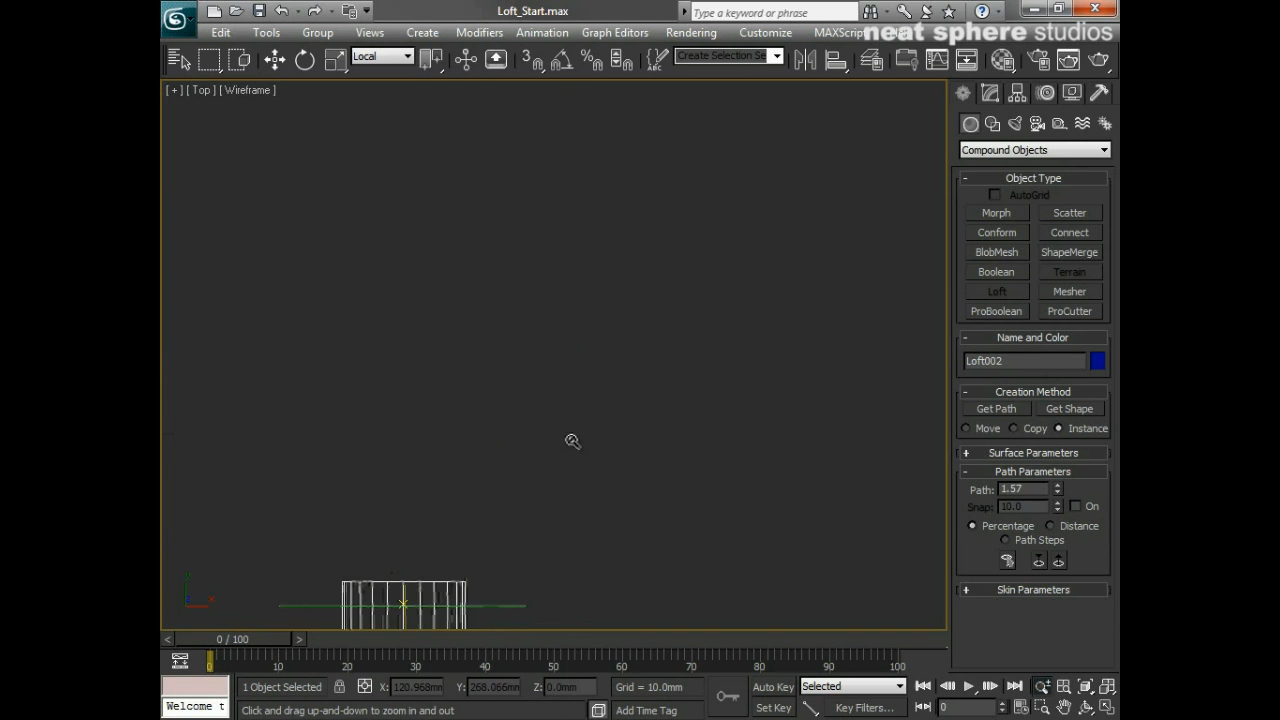 Loft_Start.max
Type a keyword or phrase
Edit Tools Group Views Create Modifiers Animation Graph Editors Rendering Customize MAXScrip
neat sphere studios
Local
3
Create Selection Se
[ + ] [ Top ] [ Wireframe ]
Compound Objects
- Object Type
AutoGrid
Morph Scatter
Conform Connect
BlobMesh ShapeMerge
Boolean Terrain
Loft Mesher
ProBoolean ProCutter
- Name and Color
Loft002
- Creation Method
Get Path Get Shape
Move Copy Instance
+ Surface Parameters
- Path Parameters
Path: 1.57
Snap: 10.0 On
Percentage Distance
Path Steps
+ Skin Parameters
x
< 0 / 100 >
0 10 20 30 40 50 60 70 80 90 100
1 Object Selected X: 120.968mm Y: 268.066mm Z: 0.0mm Grid = 10.0mm Auto Key Selected
Welcome t Click and drag up-and-down to zoom in and out Add Time Tag Set Key Key Filters... 0